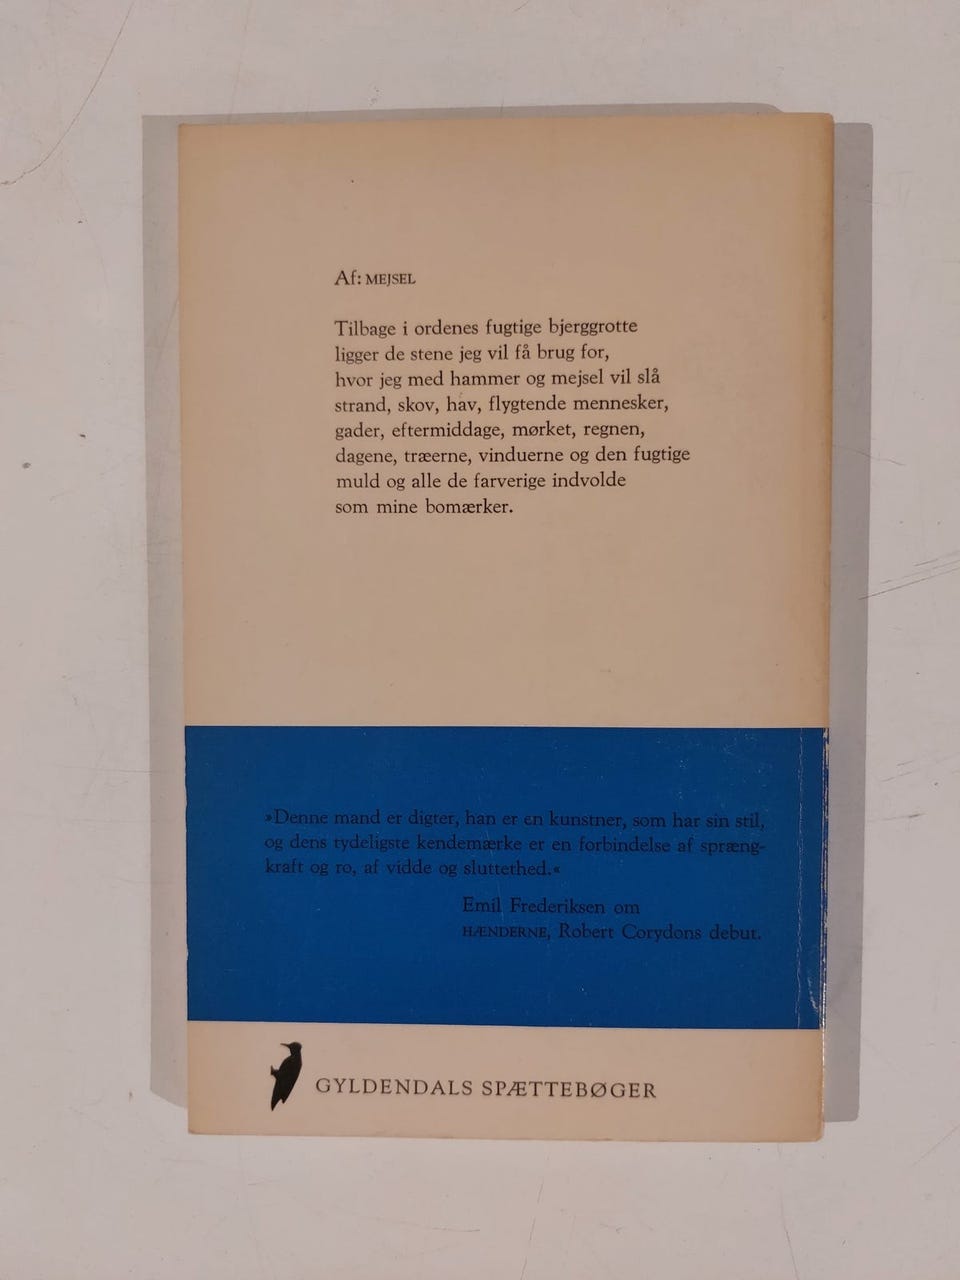 Af: MEJSEL
Tilbage i ordenes fugtige bjerggrotte
ligger de stene jeg vil få brug for,
hvor jeg med hammer og mejsel vil slå
strand, skov, hav, flygtende mennesker,
gader, eftermiddage, mørket, regnen,
dagene, træerne, vinduerne og den fugtige
muld og alle de farverige indvolde
som mine bomærker.
»Denne mand er digter, han er en kunstner, som har sin stil,
og dens tydeligste kendemærke er en forbindelse af spræng-
kraft og ro, af vidde og sluttethed.«
Emil Frederiksen om
HÆNDERNE, Robert Corydons debut.
GYLDENDALS SPÆTTEBØGER